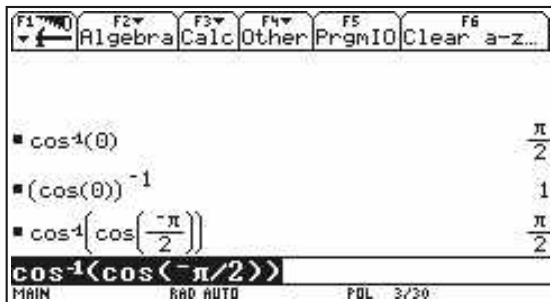 F1 F2▾ F3▾ F4▾ F5 F6
Algebra Calc Other PrgmIO Clear a-z…
▪ cos⁻¹(0) π/2
▪ (cos(0))⁻¹ 1
▪ cos⁻¹(cos(⁻π/2)) π/2
cos⁻¹(cos(⁻π/2))
MAIN RAD AUTO POL 3/30